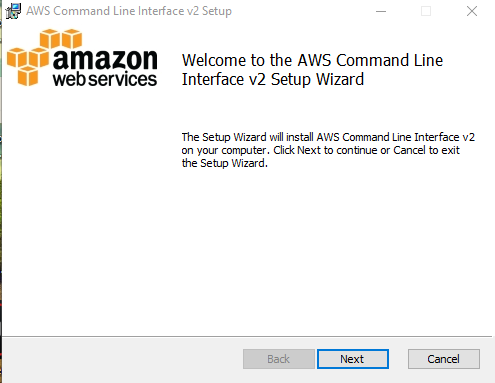 AWS Command Line Interface v2 Setup
amazon
web services
Welcome to the AWS Command Line
Interface v2 Setup Wizard
The Setup Wizard will install AWS Command Line Interface v2
on your computer. Click Next to continue or Cancel to exit
the Setup Wizard.
Back
Next
Cancel